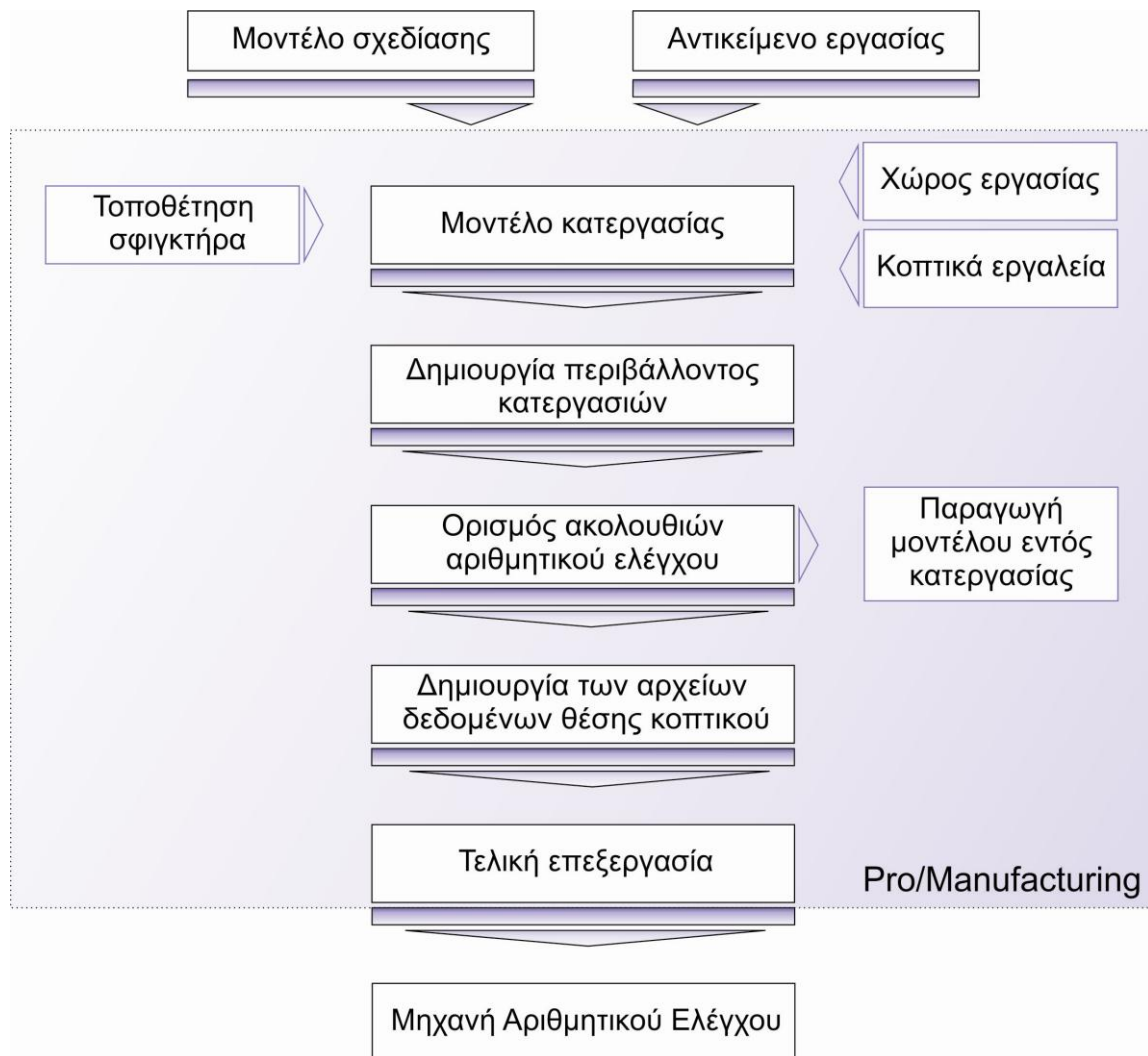 Μοντέλο σχεδίασης
Αντικείμενο εργασίας
Τοποθέτηση
σφιγκτήρα
Μοντέλο κατεργασίας
Χώρος εργασίας
Κοπτικά εργαλεία
Δημιουργία περιβάλλοντος
κατεργασιών
Ορισμός ακολουθιών
αριθμητικού ελέγχου
Παραγωγή
μοντέλου εντός
κατεργασίας
Δημιουργία των αρχείων
δεδομένων θέσης κοπτικού
Τελική επεξεργασία
Pro/Manufacturing
Μηχανή Αριθμητικού Ελέγχου